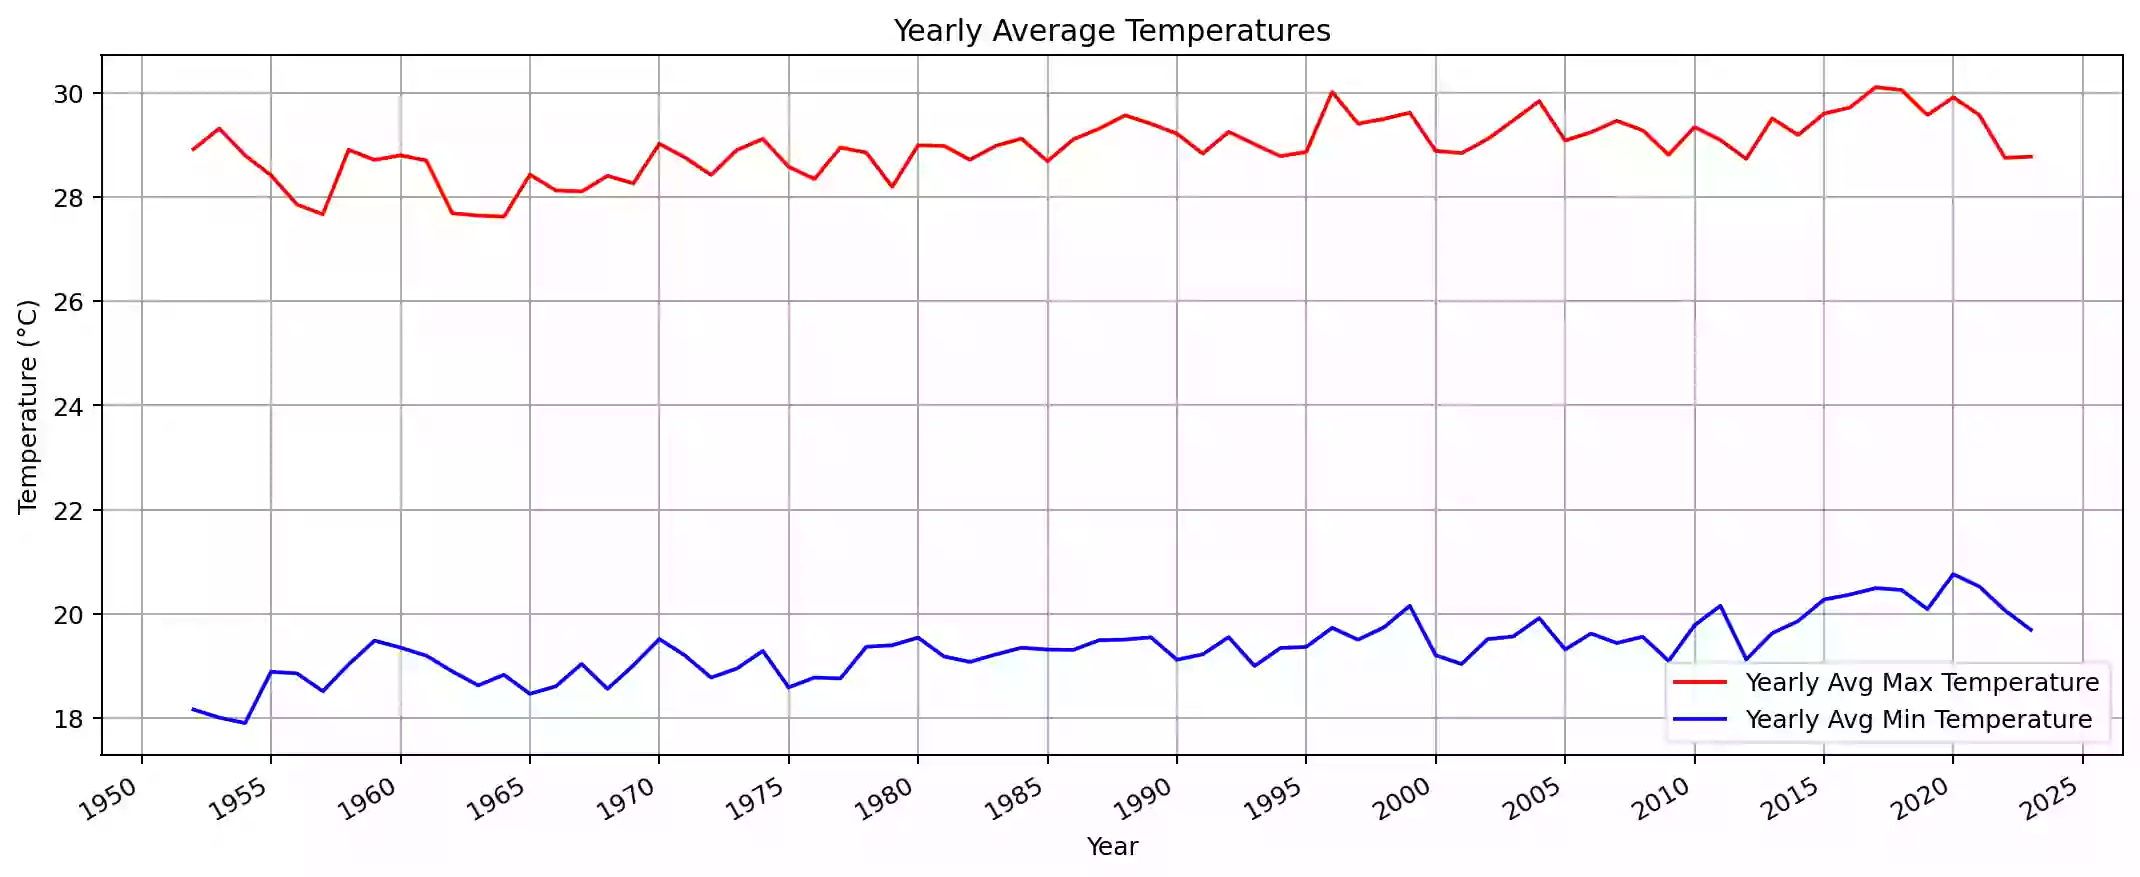 Yearly Average Temperatures
30
28
26
24
22
20
18
Temperature (°C)
Yearly Avg Max Temperature
Yearly Avg Min Temperature
1950 1955 1960 1965 1970 1975 1980 1985 1990 1995 2000 2005 2010 2015 2020 2025
Year